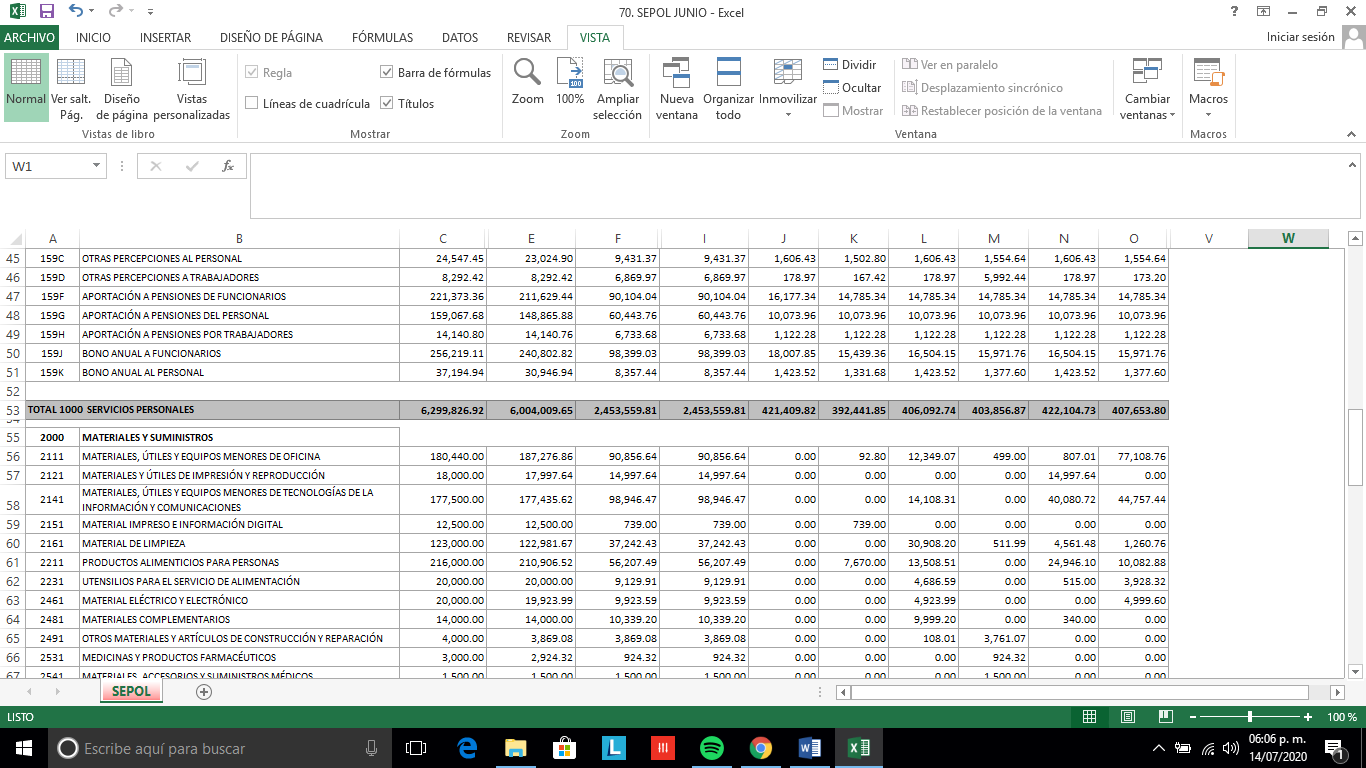 70. SEPOL JUNIO - Excel
?
ARCHIVO INICIO INSERTAR DISEÑO DE PÁGINA FÓRMULAS DATOS REVISAR VISTA Iniciar sesión
Normal Ver salt. Pág. Diseño de página Vistas personalizadas
Regla Barra de fórmulas
Líneas de cuadrícula Títulos
Zoom 100% Ampliar selección
Nueva ventana Organizar todo Inmovilizar
Dividir Ver en paralelo
Ocultar Desplazamiento sincrónico
Mostrar Restablecer posición de la ventana
Cambiar ventanas Macros
Vistas de libro Mostrar Zoom Ventana Macros
W1 fx
A B C E F I J K L M N O V W
45 159C OTRAS PERCEPCIONES AL PERSONAL 24,547.45 23,024.90 9,431.37 9,431.37 1,606.43 1,502.80 1,606.43 1,554.64 1,606.43 1,554.64
46 159D OTRAS PERCEPCIONES A TRABAJADORES 8,292.42 8,292.42 6,869.97 6,869.97 178.97 167.42 178.97 5,992.44 178.97 173.20
47 159F APORTACIÓN A PENSIONES DE FUNCIONARIOS 221,373.36 211,629.44 90,104.04 90,104.04 16,177.34 14,785.34 14,785.34 14,785.34 14,785.34 14,785.34
48 159G APORTACIÓN A PENSIONES DEL PERSONAL 159,067.68 148,865.88 60,443.76 60,443.76 10,073.96 10,073.96 10,073.96 10,073.96 10,073.96 10,073.96
49 159H APORTACIÓN A PENSIONES POR TRABAJADORES 14,140.80 14,140.76 6,733.68 6,733.68 1,122.28 1,122.28 1,122.28 1,122.28 1,122.28 1,122.28
50 159J BONO ANUAL A FUNCIONARIOS 256,219.11 240,802.82 98,399.03 98,399.03 18,007.85 15,439.36 16,504.15 15,971.76 16,504.15 15,971.76
51 159K BONO ANUAL AL PERSONAL 37,194.94 30,946.94 8,357.44 8,357.44 1,423.52 1,331.68 1,423.52 1,377.60 1,423.52 1,377.60
52
53 TOTAL 1000 SERVICIOS PERSONALES 6,299,826.92 6,004,009.65 2,453,559.81 2,453,559.81 421,409.82 392,441.85 406,092.74 403,856.87 422,104.73 407,653.80
54
55 2000 MATERIALES Y SUMINISTROS
56 2111 MATERIALES, ÚTILES Y EQUIPOS MENORES DE OFICINA 180,440.00 187,276.86 90,856.64 90,856.64 0.00 92.80 12,349.07 499.00 807.01 77,108.76
57 2121 MATERIALES Y ÚTILES DE IMPRESIÓN Y REPRODUCCIÓN 18,000.00 17,997.64 14,997.64 14,997.64 0.00 0.00 0.00 0.00 14,997.64 0.00
58 2141 MATERIALES, ÚTILES Y EQUIPOS MENORES DE TECNOLOGÍAS DE LA INFORMACIÓN Y COMUNICACIONES 177,500.00 177,435.62 98,946.47 98,946.47 0.00 0.00 14,108.31 0.00 40,080.72 44,757.44
59 2151 MATERIAL IMPRESO E INFORMACIÓN DIGITAL 12,500.00 12,500.00 739.00 739.00 0.00 739.00 0.00 0.00 0.00 0.00
60 2161 MATERIAL DE LIMPIEZA 123,000.00 122,981.67 37,242.43 37,242.43 0.00 0.00 30,908.20 511.99 4,561.48 1,260.76
61 2211 PRODUCTOS ALIMENTICIOS PARA PERSONAS 216,000.00 210,906.52 56,207.49 56,207.49 0.00 7,670.00 13,508.51 0.00 24,946.10 10,082.88
62 2231 UTENSILIOS PARA EL SERVICIO DE ALIMENTACIÓN 20,000.00 20,000.00 9,129.91 9,129.91 0.00 0.00 4,686.59 0.00 515.00 3,928.32
63 2461 MATERIAL ELÉCTRICO Y ELECTRÓNICO 20,000.00 19,923.99 9,923.59 9,923.59 0.00 0.00 4,923.99 0.00 0.00 4,999.60
64 2481 MATERIALES COMPLEMENTARIOS 14,000.00 14,000.00 10,339.20 10,339.20 0.00 0.00 9,999.20 0.00 340.00 0.00
65 2491 OTROS MATERIALES Y ARTÍCULOS DE CONSTRUCCIÓN Y REPARACIÓN 4,000.00 3,869.08 3,869.08 3,869.08 0.00 0.00 108.01 3,761.07 0.00 0.00
66 2531 MEDICINAS Y PRODUCTOS FARMACÉUTICOS 3,000.00 2,924.32 924.32 924.32 0.00 0.00 0.00 924.32 0.00 0.00
67 2541 MATERIALES, ACCESORIOS Y SUMINISTROS MÉDICOS 1,500.00 1,500.00 1,500.00 1,500.00 0.00 0.00 0.00 1,500.00 0.00 0.00
SEPOL
LISTO 100 %
Escribe aquí para buscar
06:06 p. m.
14/07/2020
1